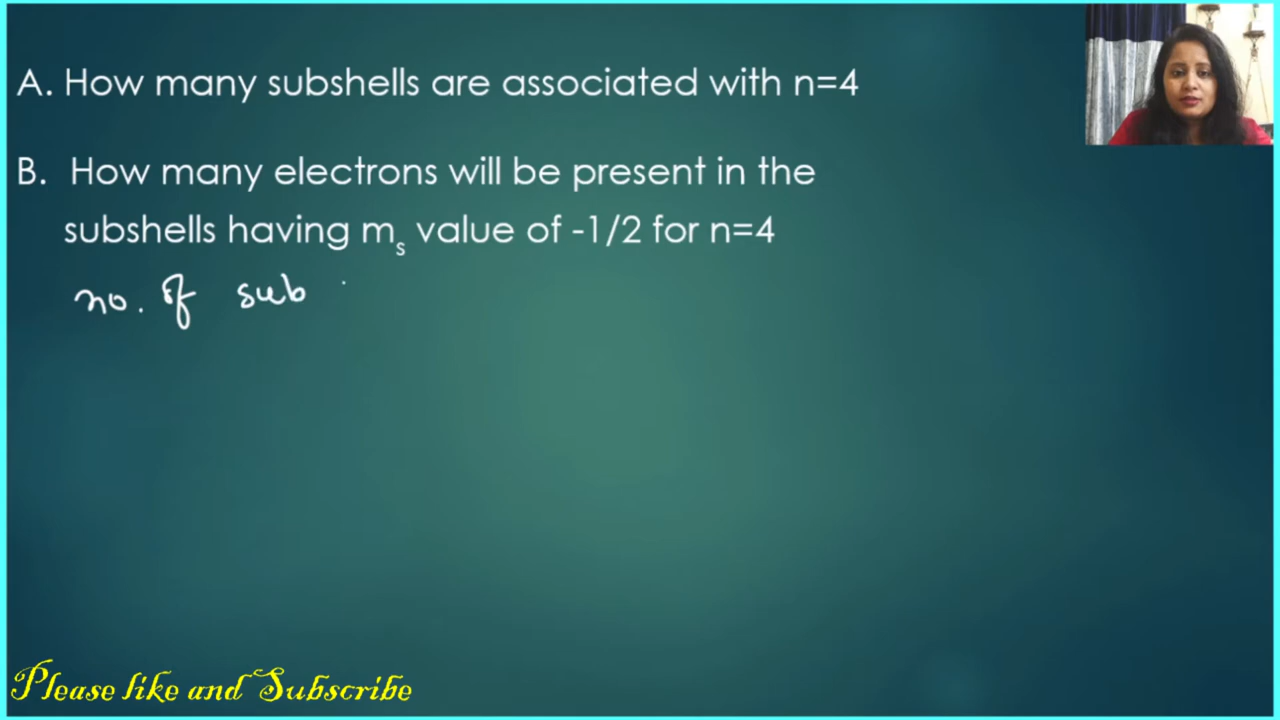 A. How many subshells are associated with n=4
B. How many electrons will be present in the
subshells having mₛ value of -1/2 for n=4
no. of sub
Please like and Subscribe